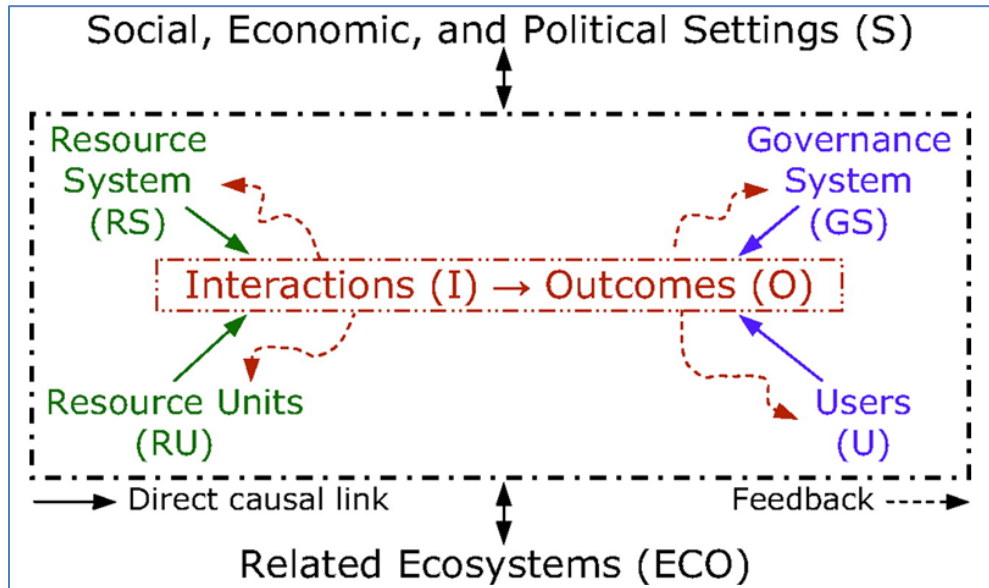 Social, Economic, and Political Settings (S)
Resource
System
(RS)
Governance
System
(GS)
Interactions (I) → Outcomes (O)
Resource Units
(RU)
Users
(U)
Direct causal link
Feedback
Related Ecosystems (ECO)